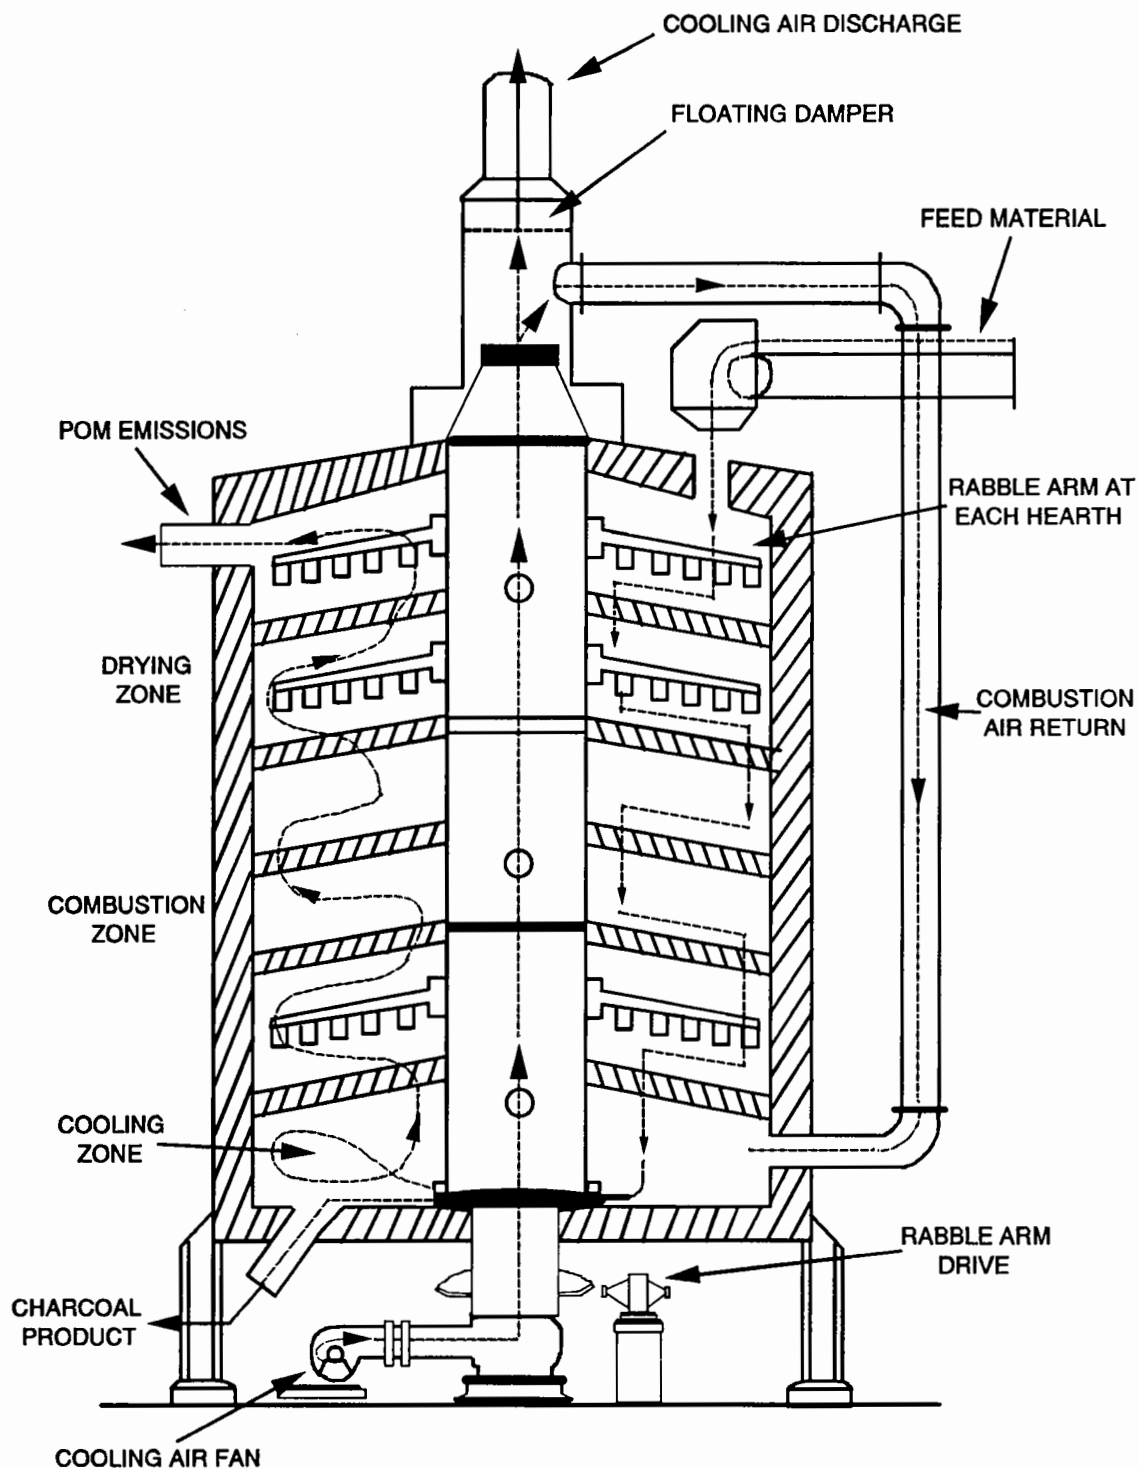 COOLING AIR DISCHARGE
FLOATING DAMPER
FEED MATERIAL
POM EMISSIONS
RABBLE ARM AT
EACH HEARTH
DRYING
ZONE
COMBUSTION
AIR RETURN
COMBUSTION
ZONE
COOLING
ZONE
RABBLE ARM
DRIVE
CHARCOAL
PRODUCT
COOLING AIR FAN